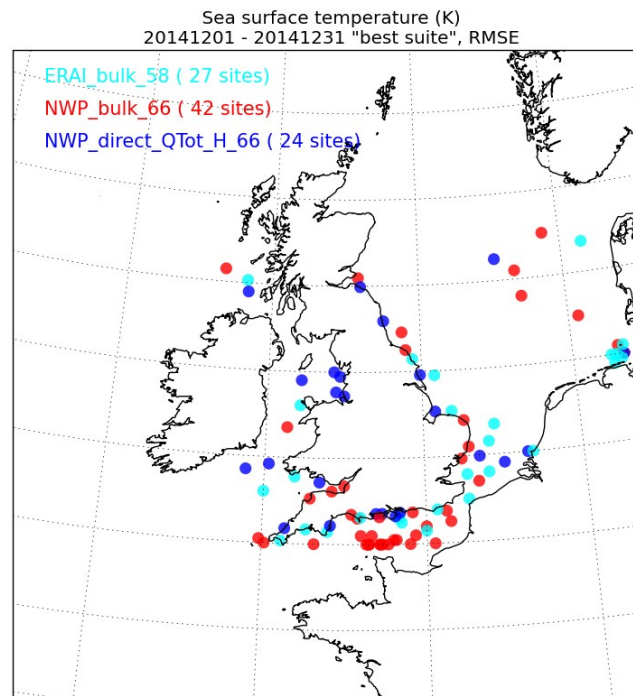 Sea surface temperature (K)
20141201 - 20141231 "best suite", RMSE
ERAI_bulk_58 ( 27 sites)
NWP_bulk_66 ( 42 sites)
NWP_direct_QTot_H_66 ( 24 sites)